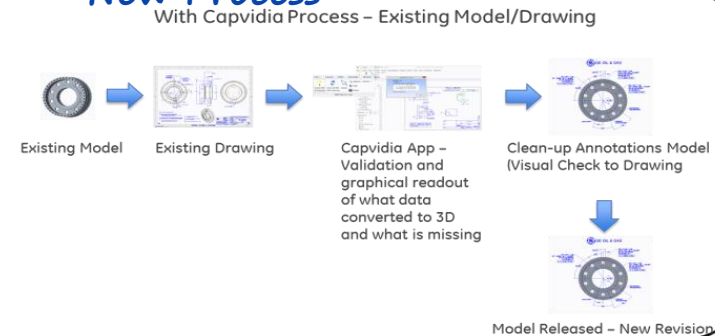 New Process
With Capvidia Process – Existing Model/Drawing
Existing Model
Existing Drawing
Capvidia App –
Validation and
graphical readout
of what data
converted to 3D
and what is missing
Clean-up Annotations Model
(Visual Check to Drawing
Model Released – New Revision